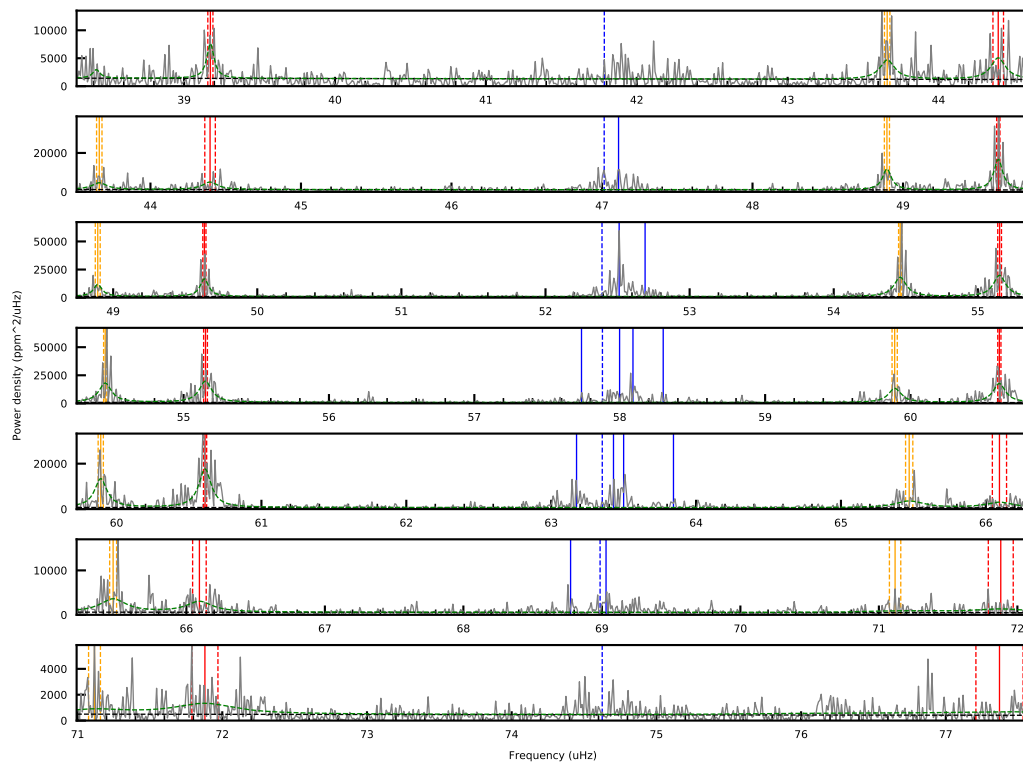 10000
5000
0
39 40 41 42 43 44
20000
0
44 45 46 47 48 49
50000
25000
0
49 50 51 52 53 54 55
Power density (ppm^2/uHz)
50000
25000
0
55 56 57 58 59 60
20000
0
60 61 62 63 64 65 66
10000
0
66 67 68 69 70 71 72
4000
2000
0
71 72 73 74 75 76 77
Frequency (uHz)